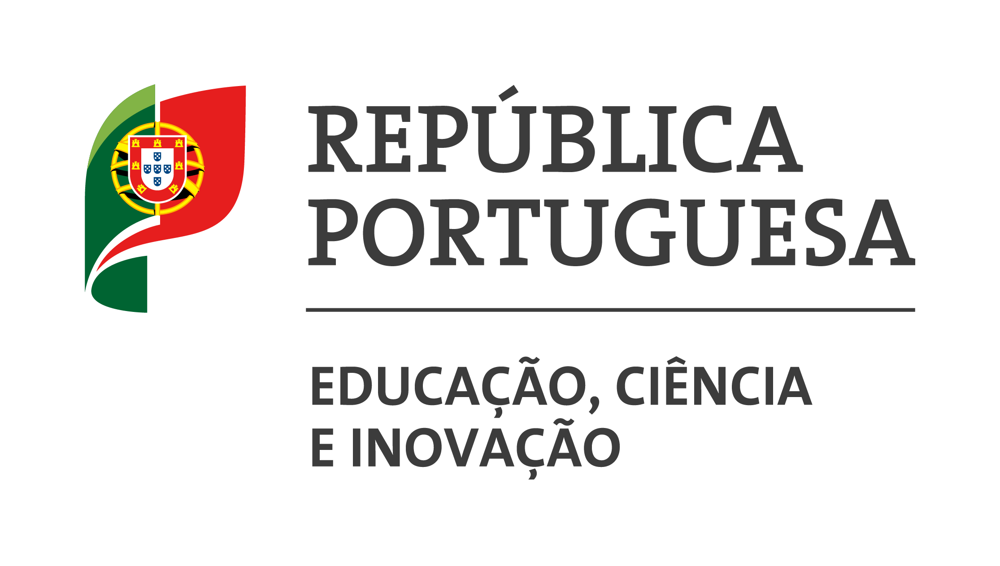 REPÚBLICA
PORTUGUESA
EDUCAÇÃO, CIÊNCIA
E INOVAÇÃO